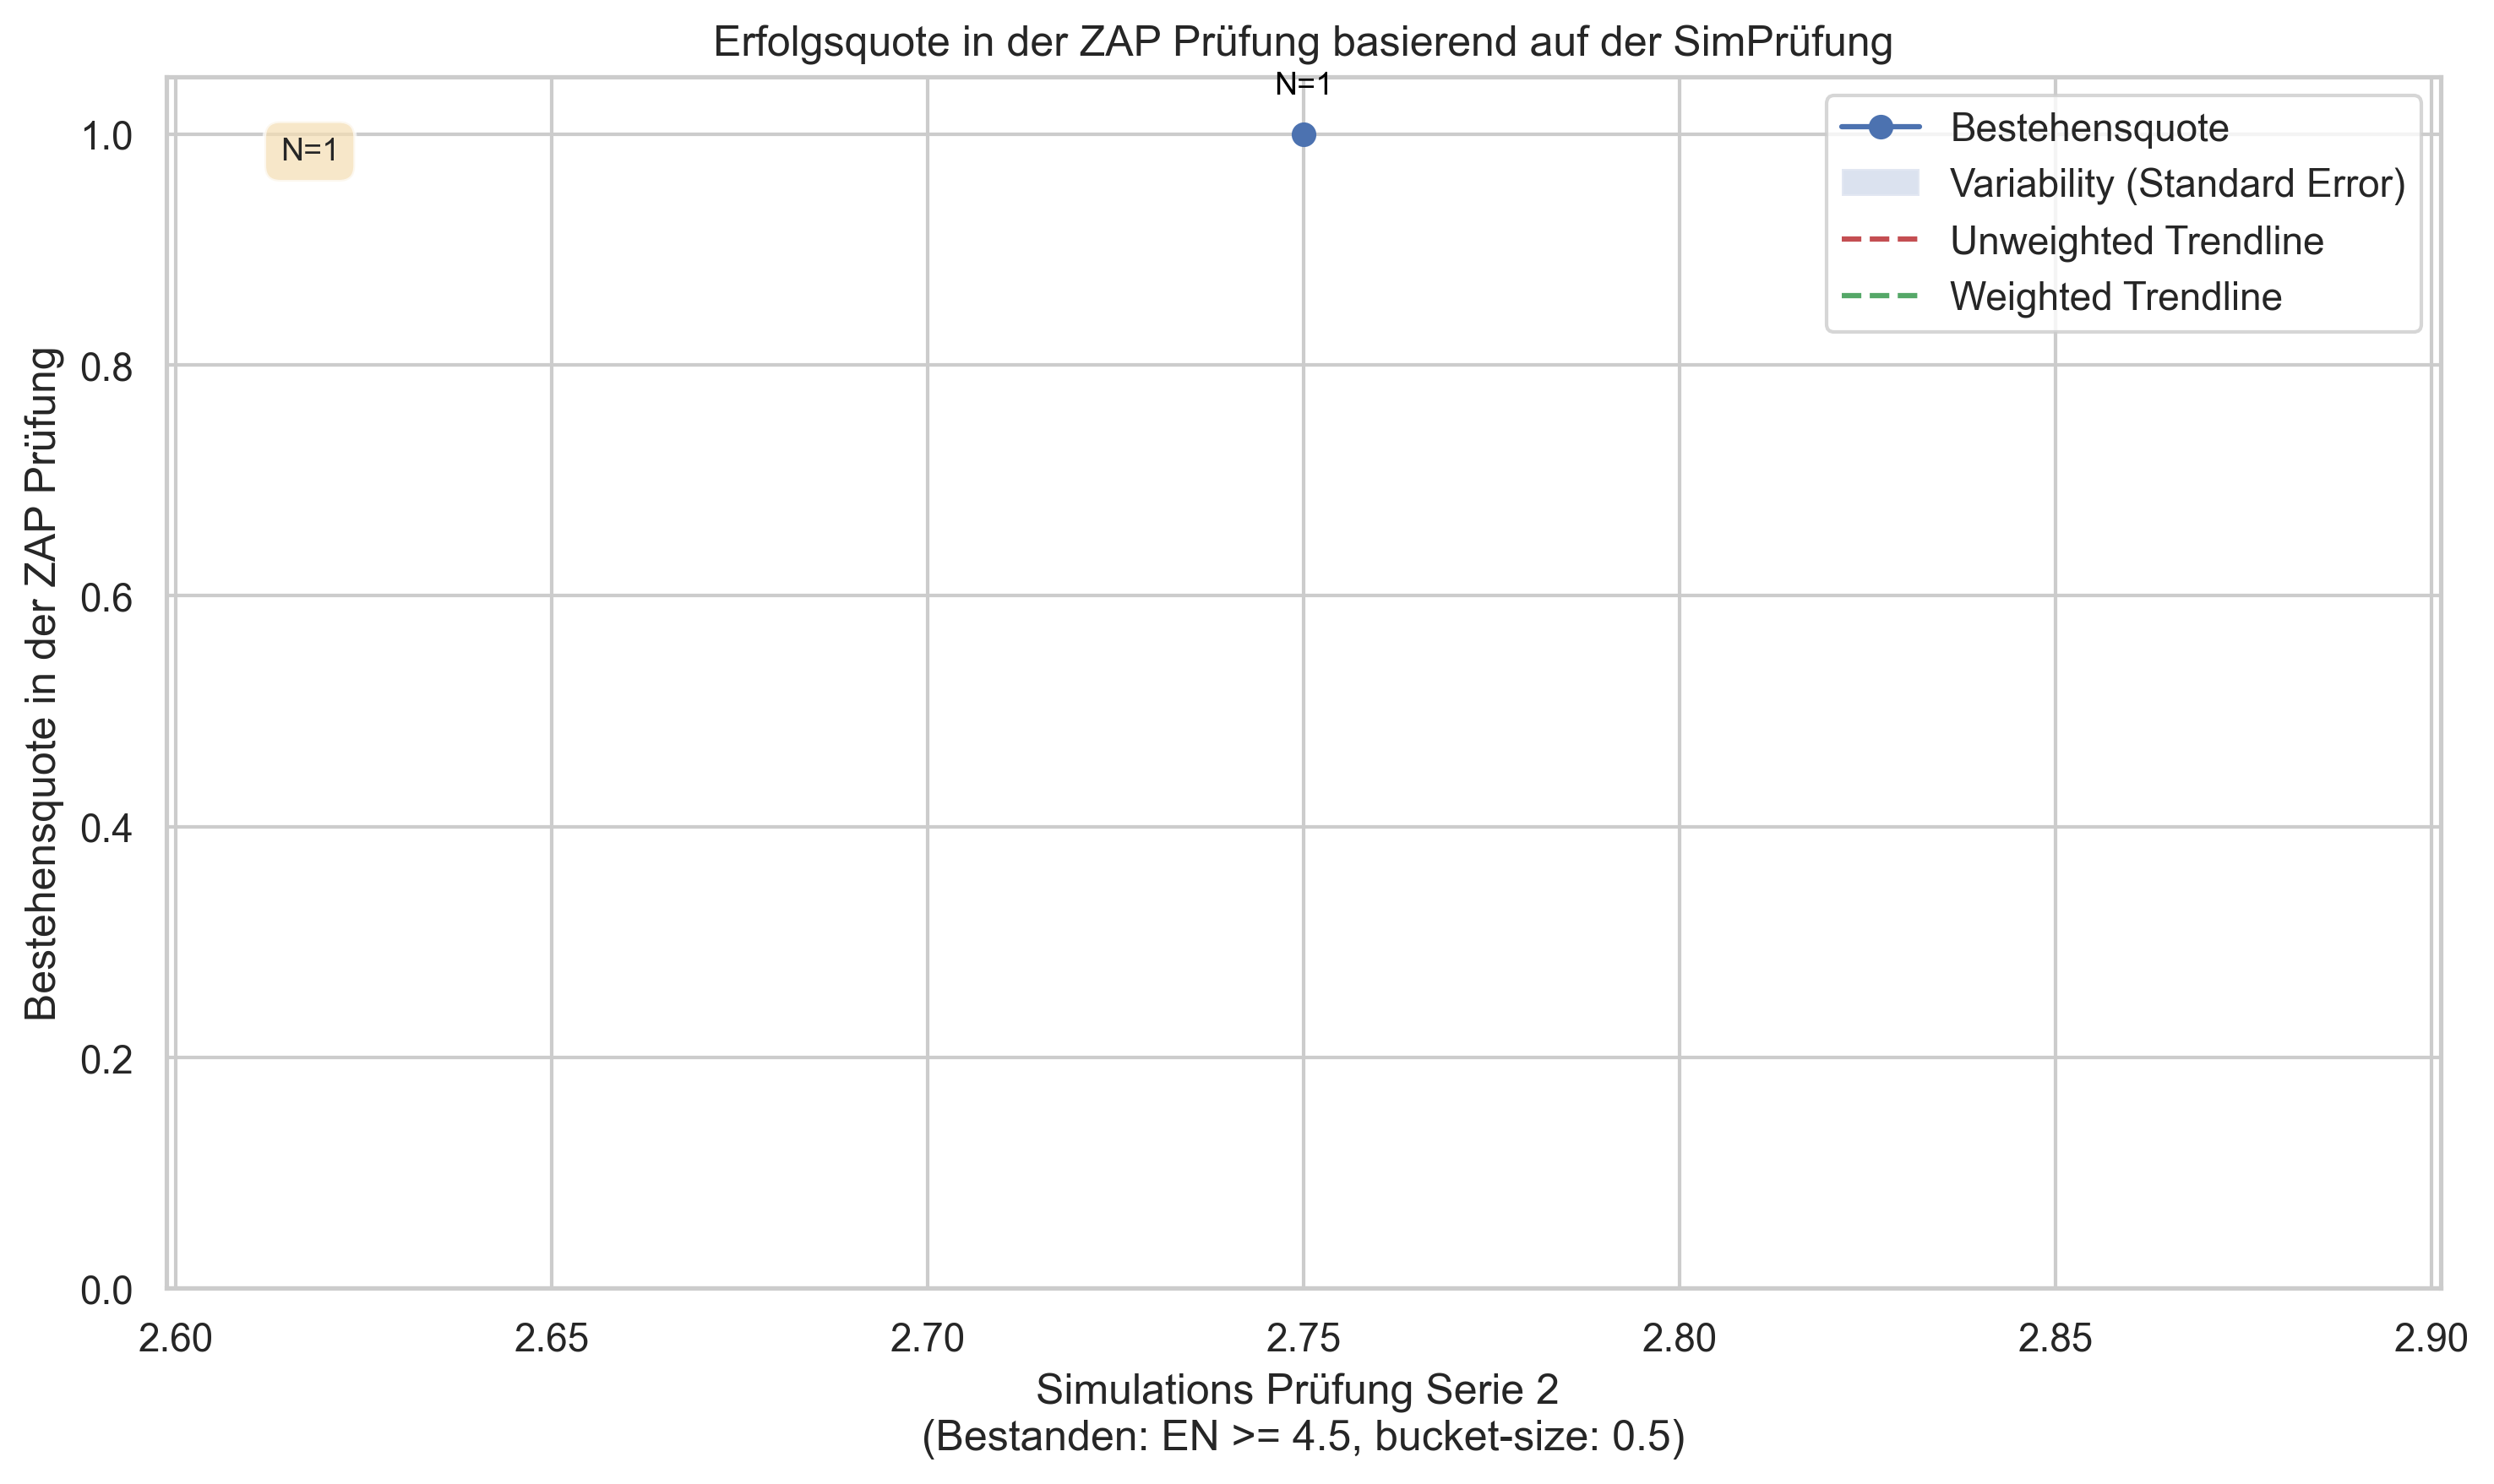 Erfolgsquote in der ZAP Prüfung basierend auf der SimPrüfung
N=1
N=1
Bestehensquote
Variability (Standard Error)
Unweighted Trendline
Weighted Trendline
Bestehensquote in der ZAP Prüfung
1.0
0.8
0.6
0.4
0.2
0.0
2.60
2.65
2.70
2.75
2.80
2.85
2.90
Simulations Prüfung Serie 2
(Bestanden: EN >= 4.5, bucket-size: 0.5)